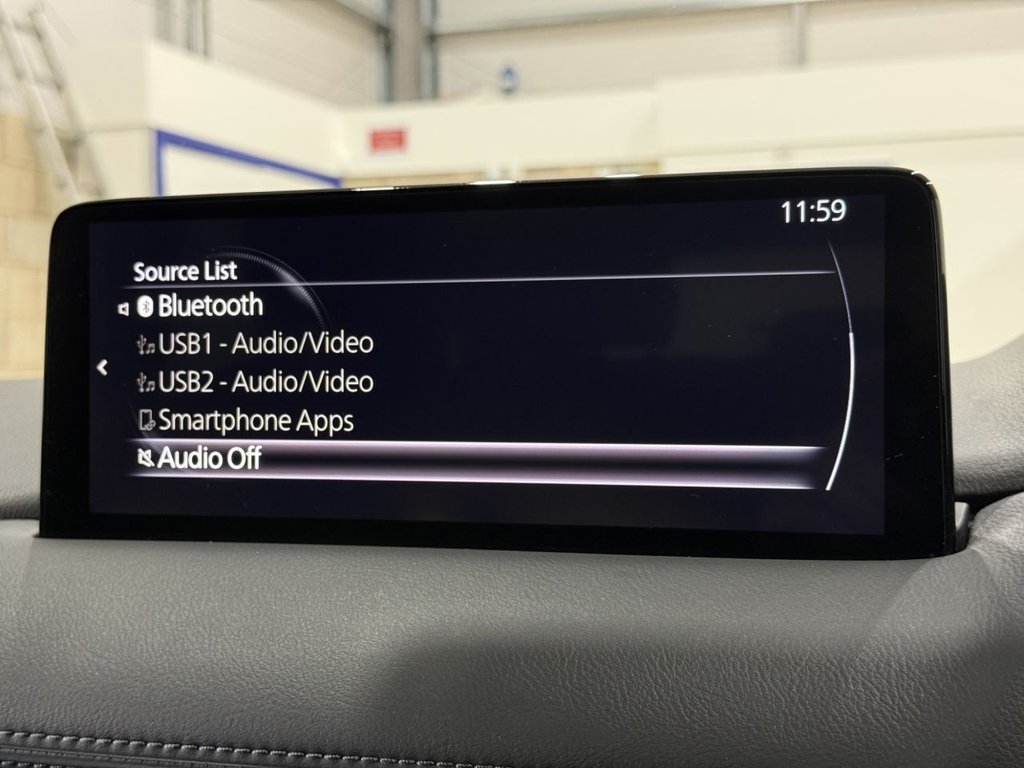 11:59
Source List
Bluetooth
USB1 - Audio/Video
USB2 - Audio/Video
Smartphone Apps
Audio Off